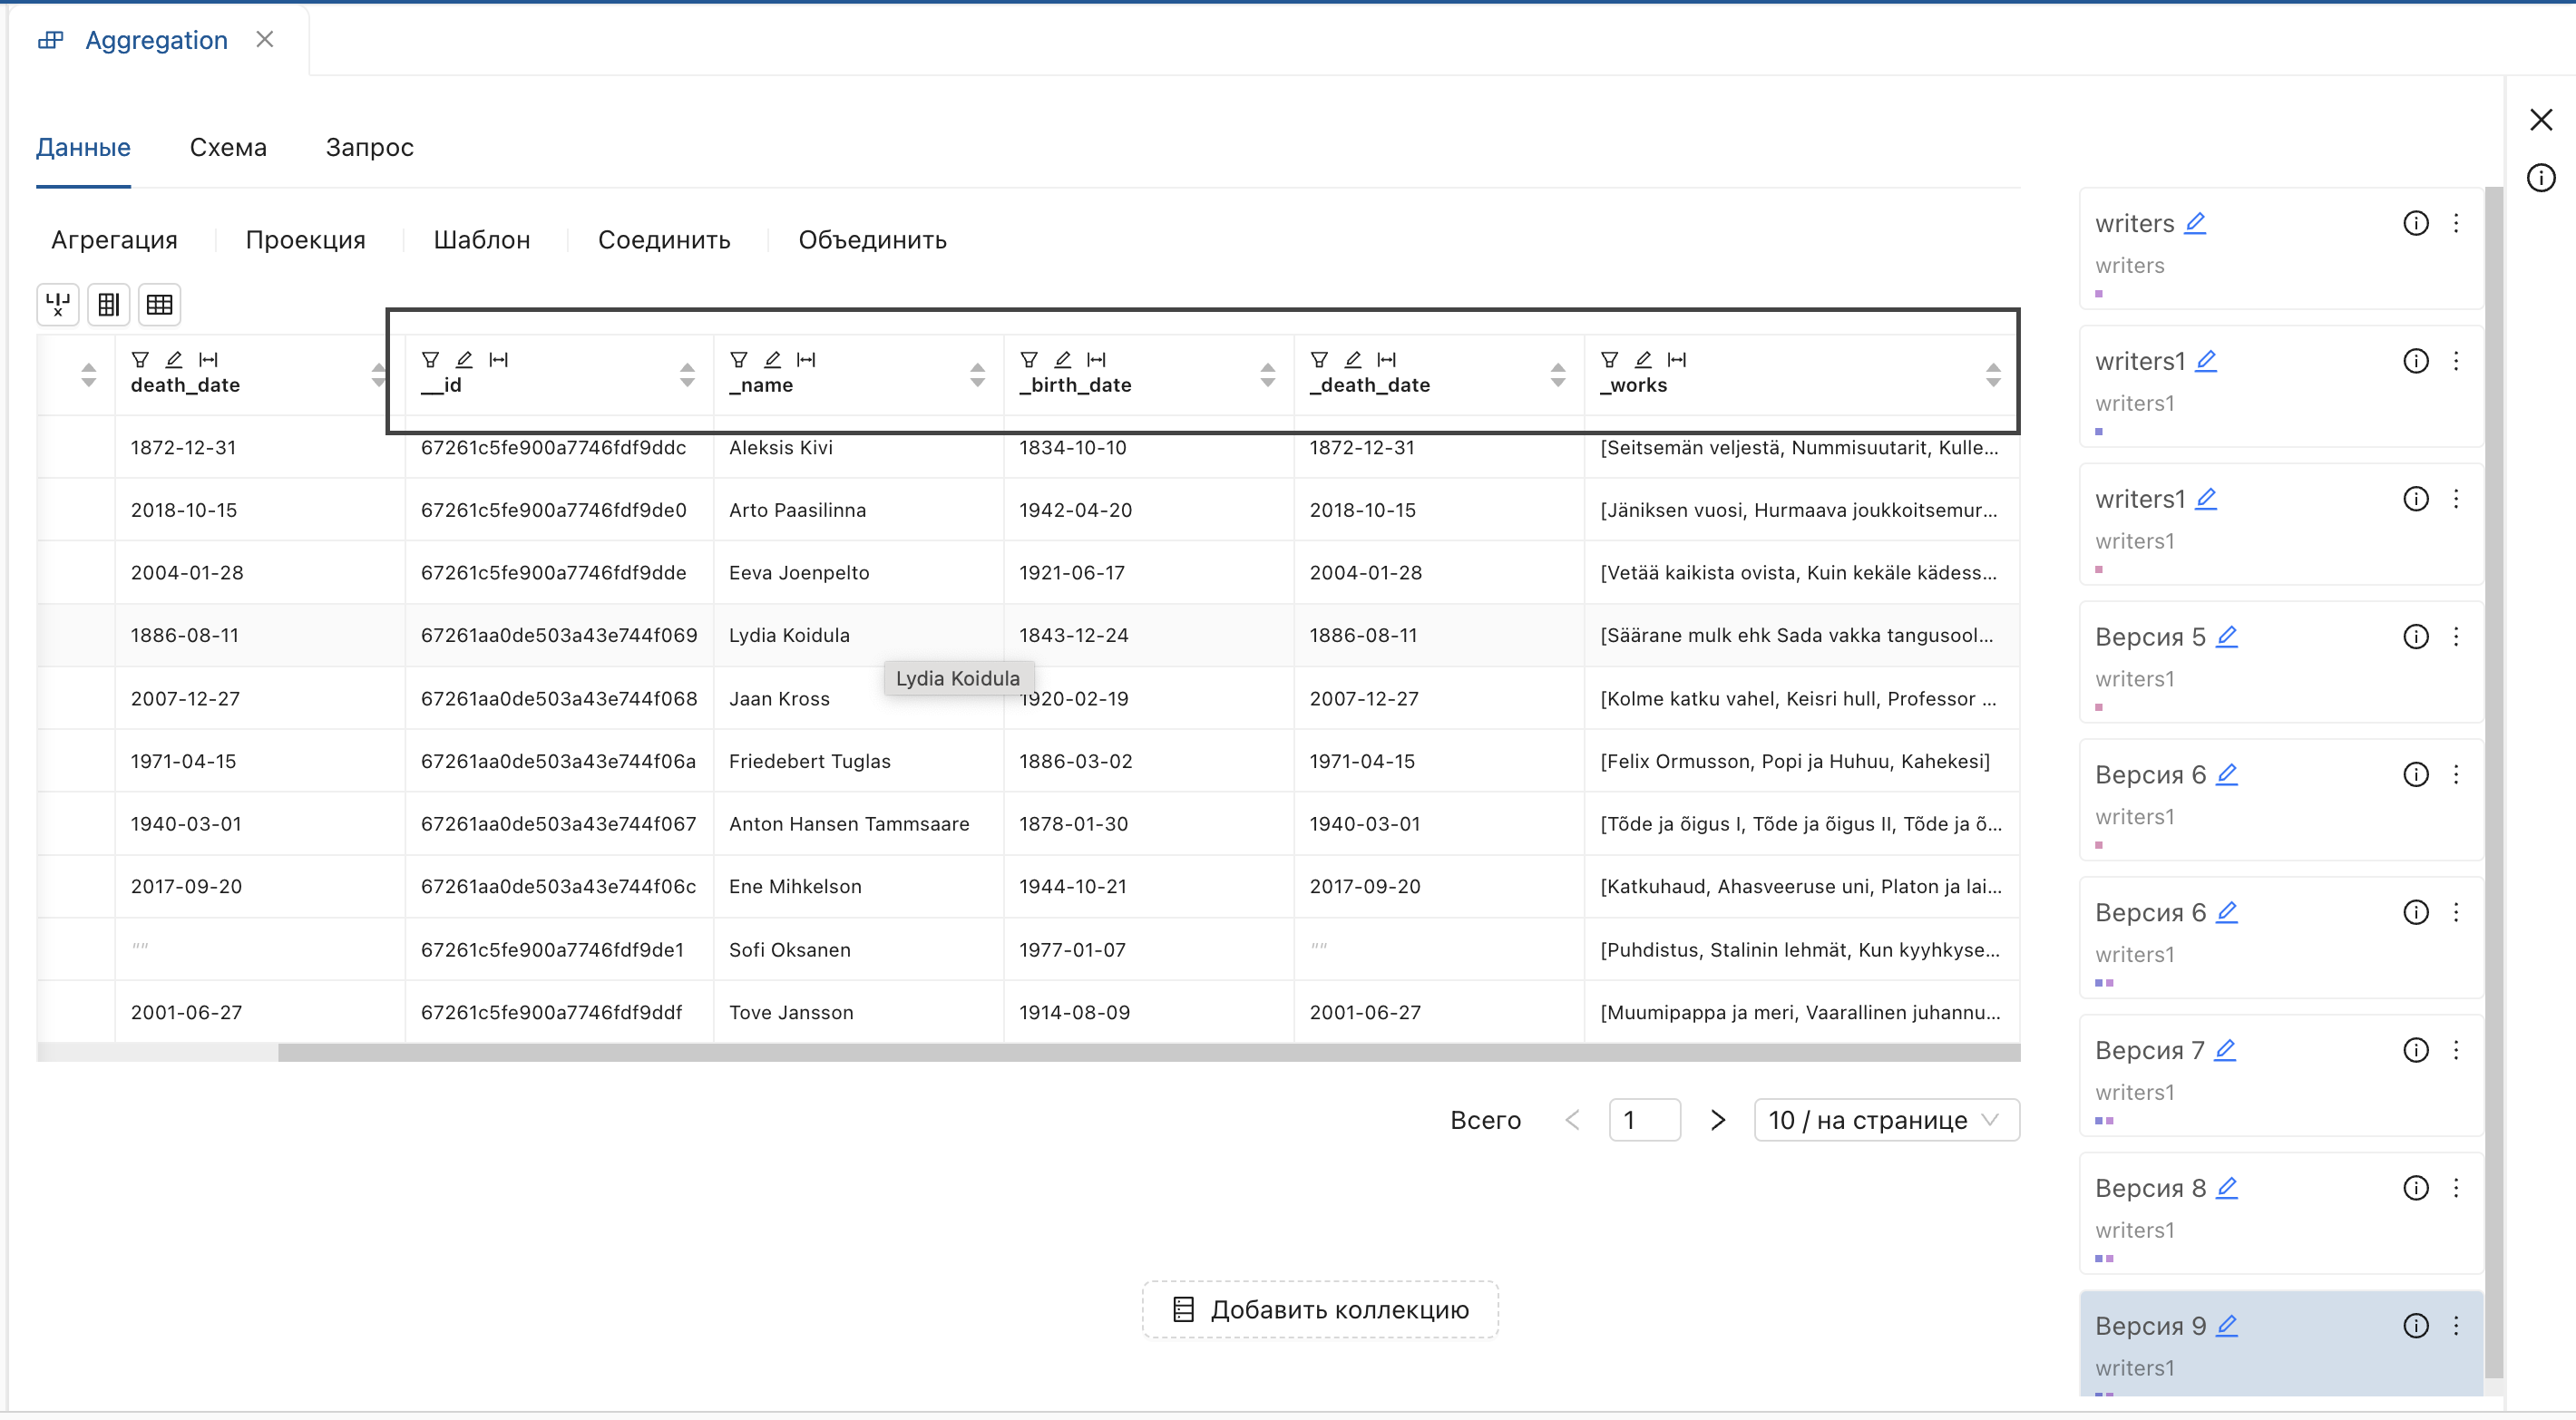 Aggregation
Данные Схема Запрос
Агрегация Проекция Шаблон Соединить Объединить
death_date __id _name _birth_date _death_date _works
1872-12-31 67261c5fe900a7746fdf9ddc Aleksis Kivi 1834-10-10 1872-12-31 [Seitsemän veljestä, Nummisuutarit, Kulle...
2018-10-15 67261c5fe900a7746fdf9de0 Arto Paasilinna 1942-04-20 2018-10-15 [Jäniksen vuosi, Hurmaava joukkoitsemur...
2004-01-28 67261c5fe900a7746fdf9dde Eeva Joenpelto 1921-06-17 2004-01-28 [Vetää kaikista ovista, Kuin kekäle kädess...
1886-08-11 67261aa0de503a43e744f069 Lydia Koidula 1843-12-24 1886-08-11 [Säärane mulk ehk Sada vakka tangusool...
Lydia Koidula
2007-12-27 67261aa0de503a43e744f068 Jaan Kross 1920-02-19 2007-12-27 [Kolme katku vahel, Keisri hull, Professor ...
1971-04-15 67261aa0de503a43e744f06a Friedebert Tuglas 1886-03-02 1971-04-15 [Felix Ormusson, Popi ja Huhuu, Kahekesi]
1940-03-01 67261aa0de503a43e744f067 Anton Hansen Tammsaare 1878-01-30 1940-03-01 [Tõde ja õigus I, Tõde ja õigus II, Tõde ja õ...
2017-09-20 67261aa0de503a43e744f06c Ene Mihkelson 1944-10-21 2017-09-20 [Katkuhaud, Ahasveeruse uni, Platon ja lai...
"" 67261c5fe900a7746fdf9de1 Sofi Oksanen 1977-01-07 "" [Puhdistus, Stalinin lehmät, Kun kyyhkyse...
2001-06-27 67261c5fe900a7746fdf9ddf Tove Jansson 1914-08-09 2001-06-27 [Muumipappa ja meri, Vaarallinen juhannu...
Всего 1 10 / на странице
Добавить коллекцию
writers
writers
writers1
writers1
writers1
writers1
Версия 5
writers1
Версия 6
writers1
Версия 6
writers1
Версия 7
writers1
Версия 8
writers1
Версия 9
writers1